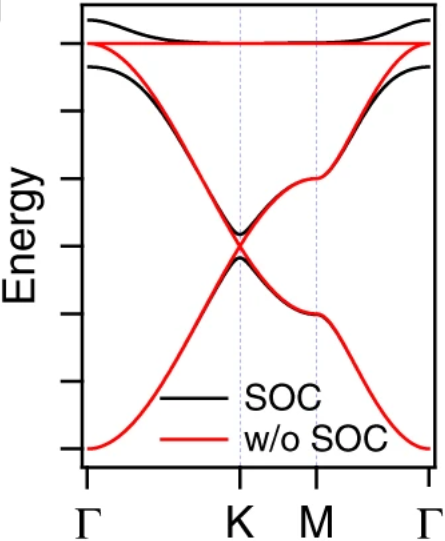 Energy
SOC
w/o SOC
Γ K M Γ